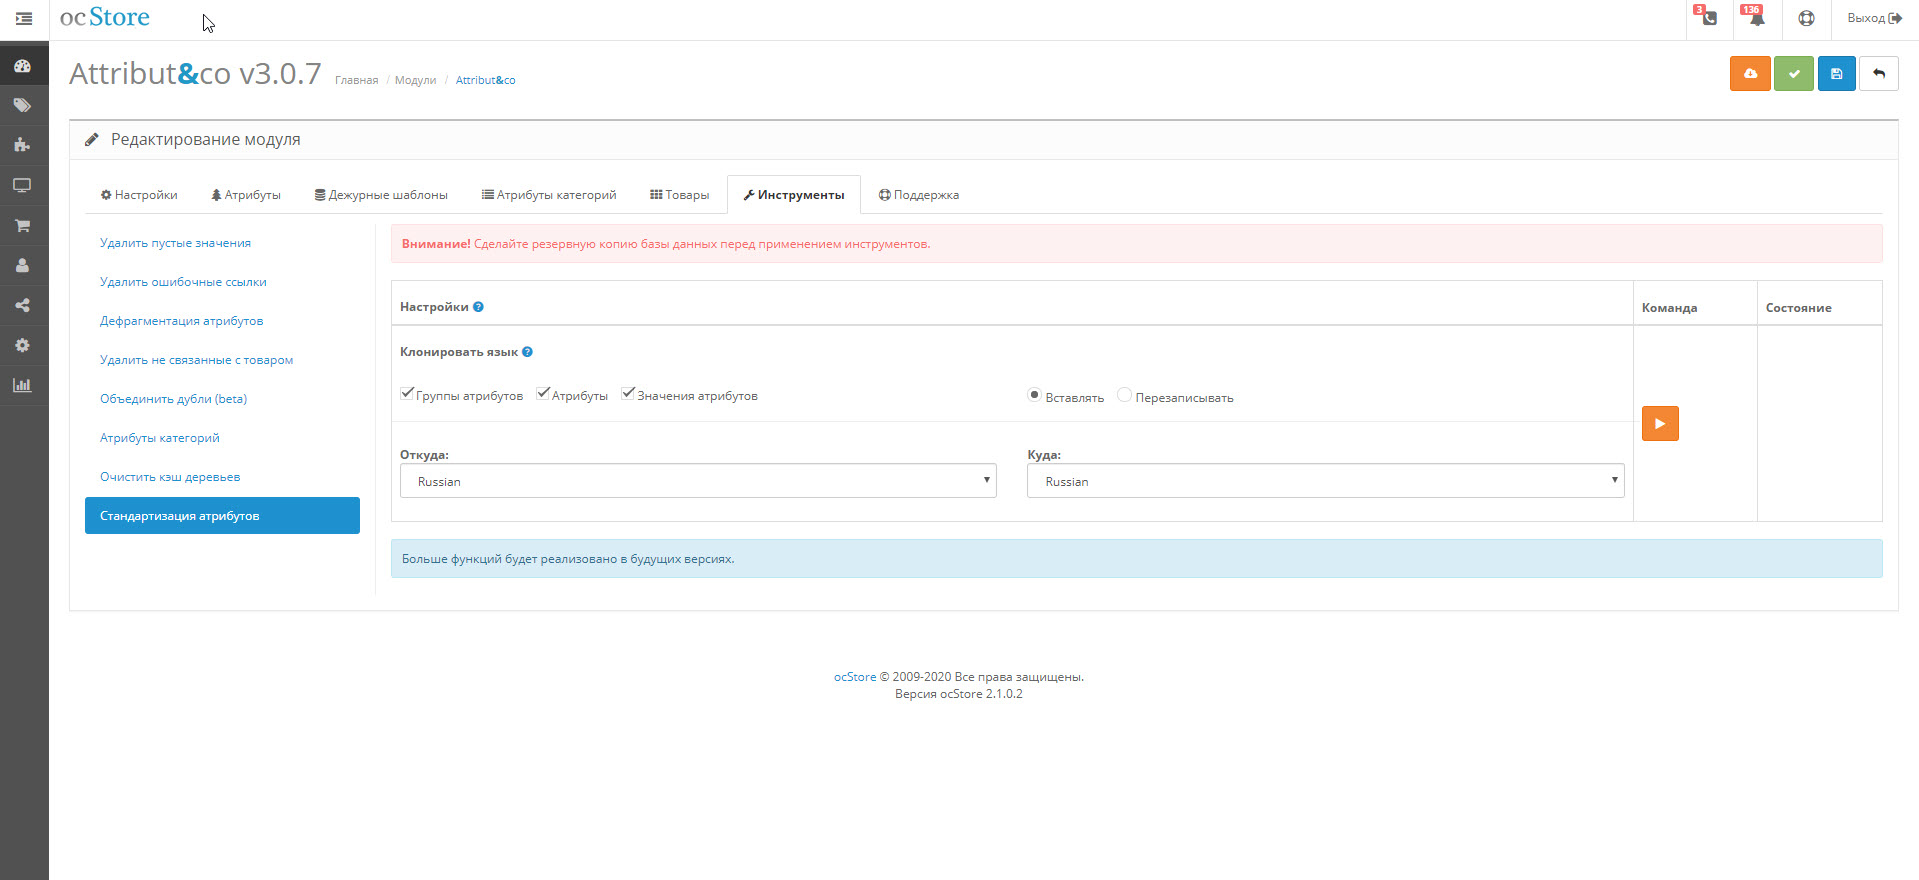 ocStore
3
136
Выход
Attribut&co v3.0.7 Главная / Модули / Attribut&co
Редактирование модуля
Настройки Атрибуты Дежурные шаблоны Атрибуты категорий Товары Инструменты Поддержка
Удалить пустые значения
Удалить ошибочные ссылки
Дефрагментация атрибутов
Удалить не связанные с товаром
Объединить дубли (beta)
Атрибуты категорий
Очистить кэш деревьев
Стандартизация атрибутов
Внимание! Сделайте резервную копию базы данных перед применением инструментов.
Настройки ? Команда Состояние
Клонировать язык ?
Группы атрибутов Атрибуты Значения атрибутов Вставлять Перезаписывать
Откуда: Куда:
Russian Russian
Больше функций будет реализовано в будущих версиях.
ocStore © 2009-2020 Все права защищены.
Версия ocStore 2.1.0.2